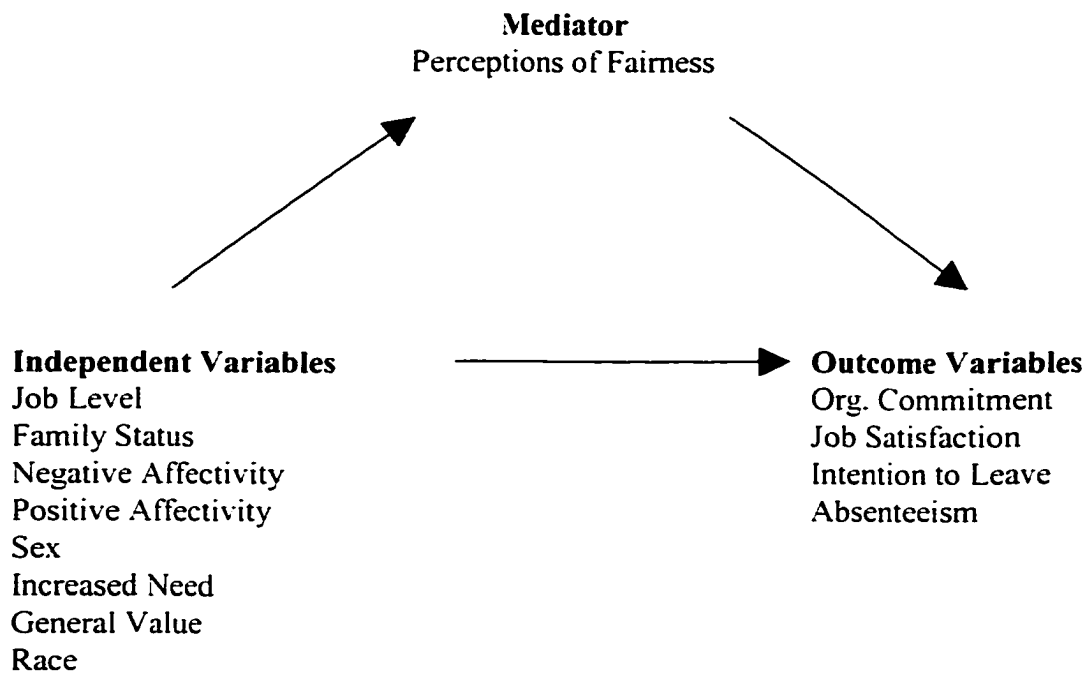 Mediator
Perceptions of Fairness
Independent Variables
Job Level
Family Status
Negative Affectivity
Positive Affectivity
Sex
Increased Need
General Value
Race
Outcome Variables
Org. Commitment
Job Satisfaction
Intention to Leave
Absenteeism